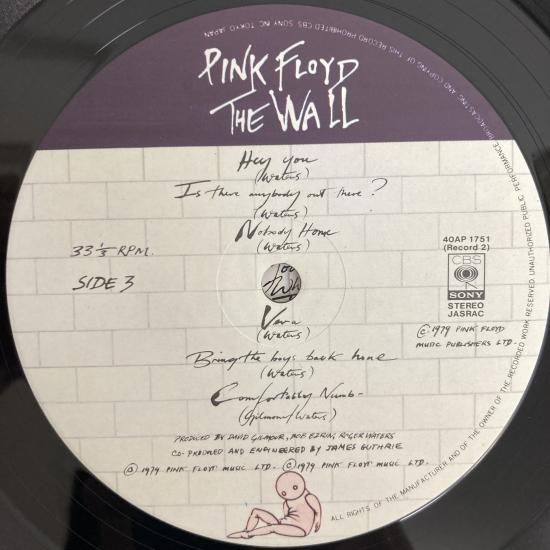 PINK FLOYD
THE WALL
Hey you
(Waters)
Is there anybody out there?
(Waters)
Nobody Home
(Waters)
33 1/3 RPM.
SIDE 3
40AP 1751
(Record 2)
CBS
SONY
STEREO
JASRAC
Vera
(Waters)
© 1979 PINK FLOYD
MUSIC PUBLISHERS LTD.
Bring the boys back home
(Waters)
Comfortably Numb
(Gilmour/Waters)
PRODUCED BY DAVID GILMOUR, BOB EZRIN, ROGER WATERS
CO-PRODUCED AND ENGINEERED BY JAMES GUTHRIE
℗ 1979 PINK FLOYD MUSIC LTD. © 1979 PINK FLOYD MUSIC LTD.
ALL RIGHTS OF THE MANUFACTURER AND OF THE OWNER OF THE RECORDED WORK RESERVED UNAUTHORIZED PUBLIC PERFORMANCE BROADCASTING AND COPYING OF THIS RECORD PROHIBITED CBS SONY INC. TOKYO JAPAN